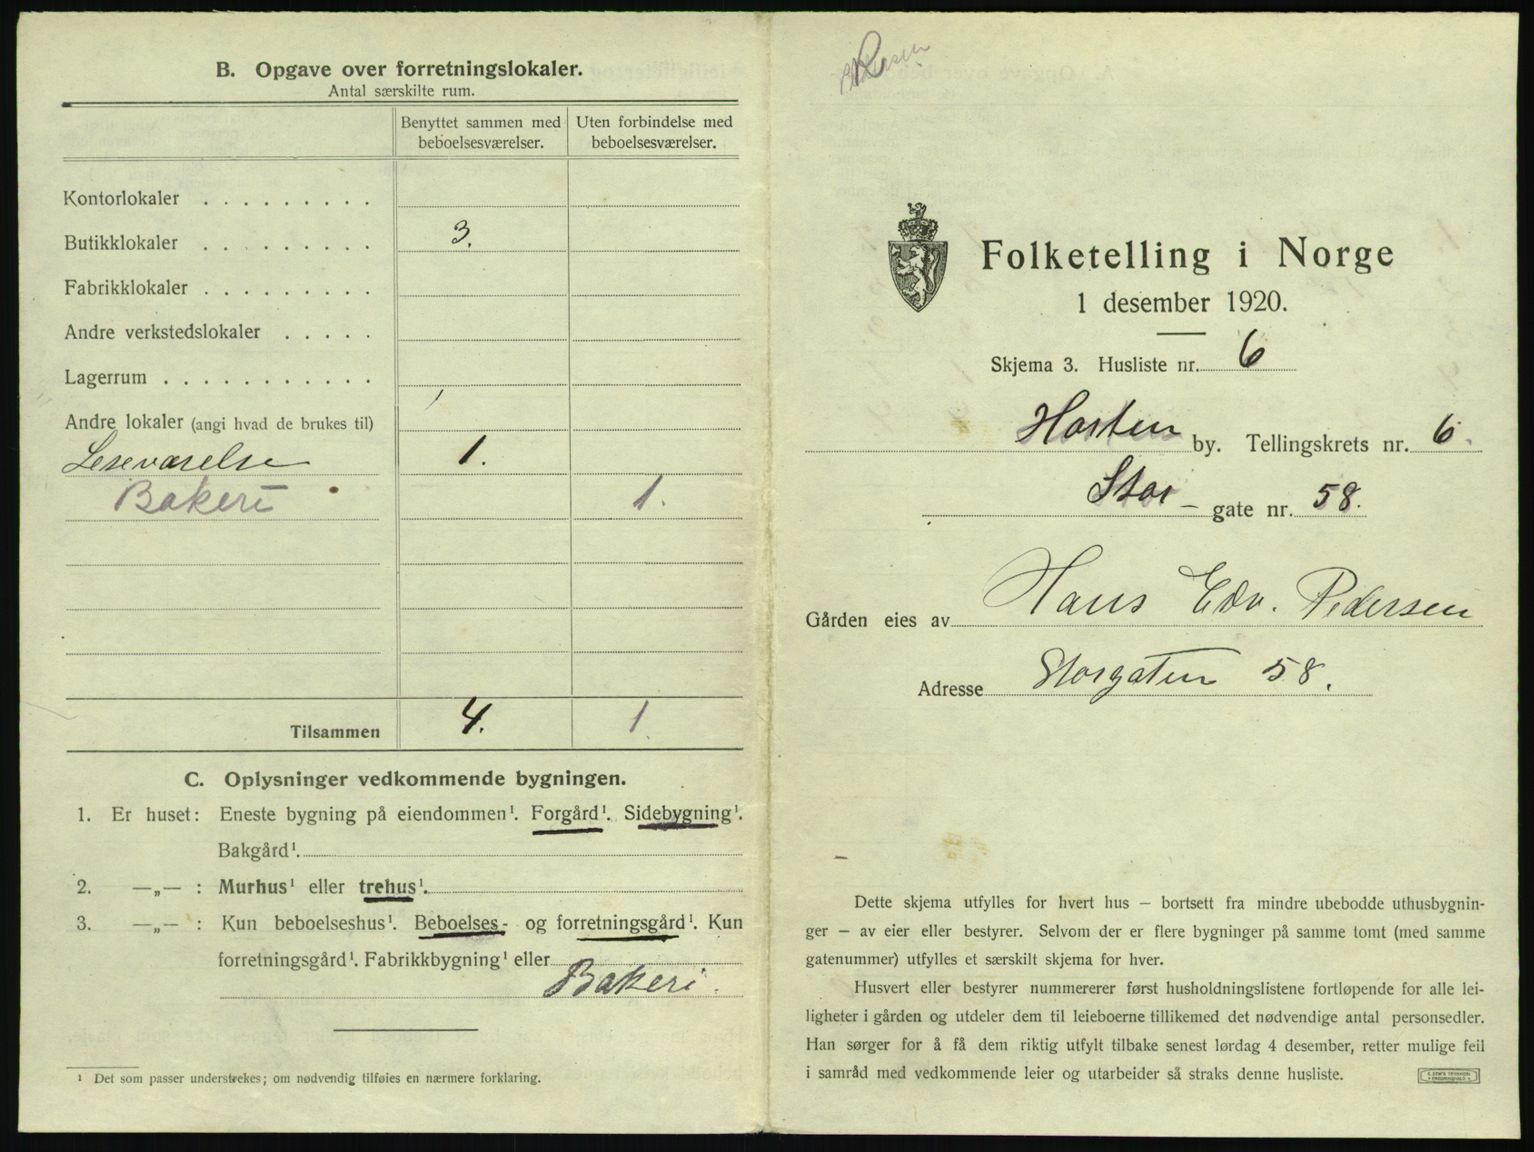 B. Opgave over forretningslokaler.
Antal særskilte rum.
Benyttet sammen med beboelsesværelser.
Uten forbindelse med beboelsesværelser.
Kontorlokaler . . . . . . . . .
Butikklokaler . . . . . . . . . 3.
Fabrikklokaler . . . . . . . . .
Andre verkstedslokaler . . . . .
Lagerrum . . . . . . . . . . .
Andre lokaler (angi hvad de brukes til)
Leseværelse 1.
Bakeri 1.
Tilsammen 4. 1.
C. Oplysninger vedkommende bygningen.
1. Er huset: Eneste bygning på eiendommen¹. Forgård¹. Sidebygning¹.
Bakgård¹.
2. —„— : Murhus¹ eller trehus¹.
3. —„— : Kun beboelseshus¹. Beboelses- og forretningsgård¹. Kun
forretningsgård¹. Fabrikkbygning¹ eller
Bakeri.
¹ Det som passer understrekes; om nødvendig tilføies en nærmere forklaring.
Folketelling i Norge
1 desember 1920.
Skjema 3. Husliste nr. 6
Horten by. Tellingskrets nr. 6.
Stor- gate nr. 58.
Gården eies av Hans Edv. Pedersen
Adresse Storgaten 58.
Dette skjema utfylles for hvert hus — bortsett fra mindre ubebodde uthusbygnin-
ger — av eier eller bestyrer. Selvom der er flere bygninger på samme tomt (med samme
gatenummer) utfylles et særskilt skjema for hver.
Husvert eller bestyrer nummererer først husholdningslistene fortløpende for alle lei-
ligheter i gården og utdeler dem til leieboerne tillikemed det nødvendige antal personsedler.
Han sørger for å få dem riktig utfylt tilbake senest lørdag 4 desember, retter mulige feil
i samråd med vedkommende leier og utarbeider så straks denne husliste.